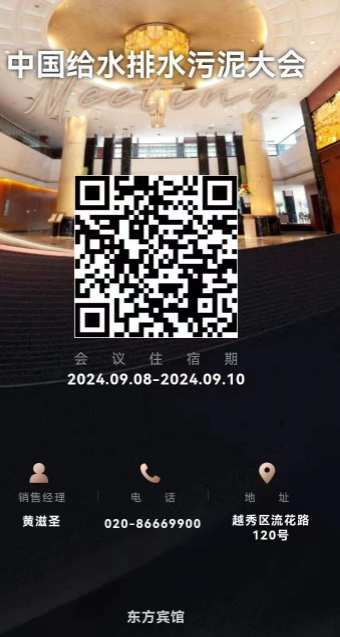 中国给水排水污泥大会
Meeting
会议住宿期
2024.09.08-2024.09.10
销售经理
电话
地址
黄滋圣
020-86669900
越秀区流花路
120号
东方宾馆